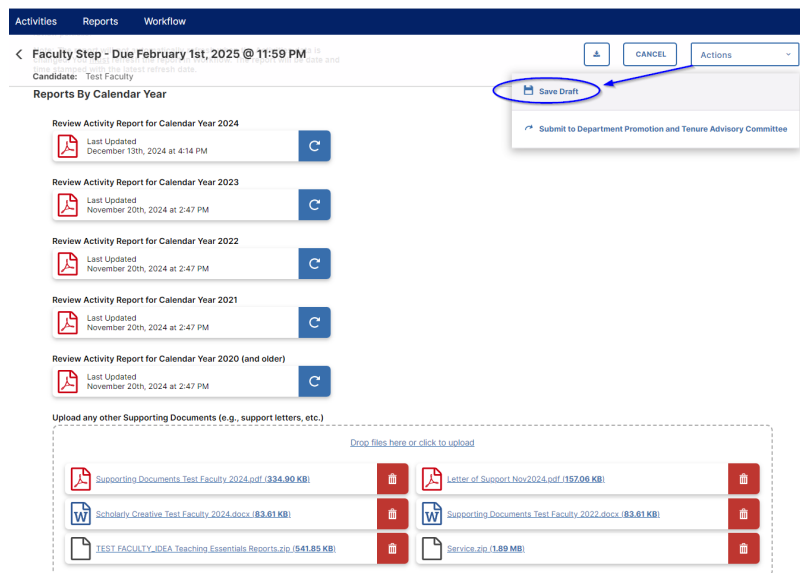 Activities Reports Workflow
Faculty Step - Due February 1st, 2025 @ 11:59 PM
CANCEL
Actions
time stamped with the latest refresh date.
Candidate: Test Faculty
Save Draft
Submit to Department Promotion and Tenure Advisory Committee
Reports By Calendar Year
Review Activity Report for Calendar Year 2024
Last Updated
December 13th, 2024 at 4:14 PM
Review Activity Report for Calendar Year 2023
Last Updated
November 20th, 2024 at 2:47 PM
Review Activity Report for Calendar Year 2022
Last Updated
November 20th, 2024 at 2:47 PM
Review Activity Report for Calendar Year 2021
Last Updated
November 20th, 2024 at 2:47 PM
Review Activity Report for Calendar Year 2020 (and older)
Last Updated
November 20th, 2024 at 2:47 PM
Upload any other Supporting Documents (e.g., support letters, etc.)
Drop files here or click to upload
Supporting Documents Test Faculty 2024.pdf (334.90 KB)
Letter of Support Nov2024.pdf (157.06 KB)
Scholarly Creative Test Faculty 2024.docx (83.61 KB)
Supporting Documents Test Faculty 2022.docx (83.61 KB)
TEST FACULTY_IDEA Teaching Essentials Reports.zip (541.85 KB)
Service.zip (1.89 MB)